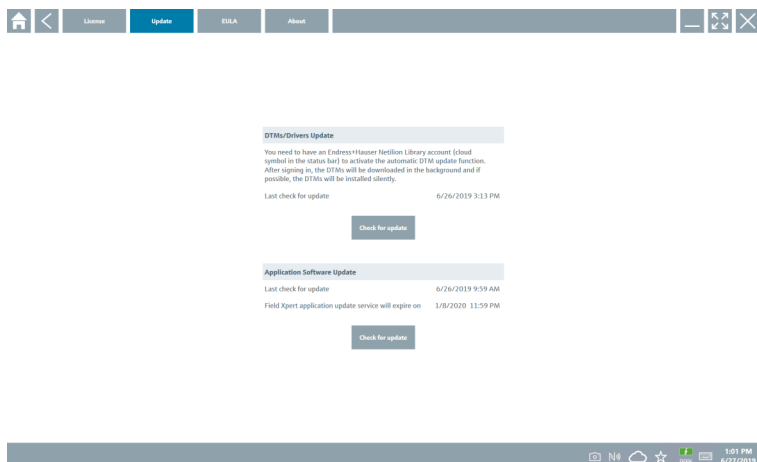 License Update EULA About
DTMs/Drivers Update
You need to have an Endress+Hauser Netilion Library account (cloud
symbol in the status bar) to activate the automatic DTM update function.
After signing in, the DTMs will be downloaded in the background and if
possible, the DTMs will be installed silently.
Last check for update 6/26/2019 3:13 PM
Check for update
Application Software Update
Last check for update 6/26/2019 9:59 AM
Field Xpert application update service will expire on 1/8/2020 11:59 PM
Check for update
1:01 PM
6/27/2019